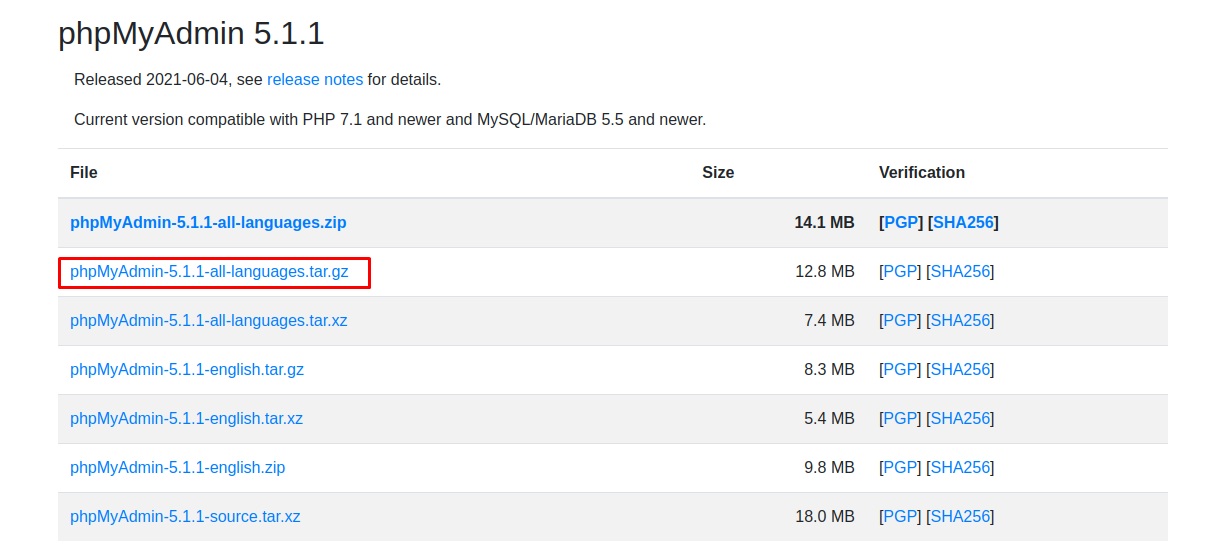 phpMyAdmin 5.1.1
Released 2021-06-04, see release notes for details.
Current version compatible with PHP 7.1 and newer and MySQL/MariaDB 5.5 and newer.
File Size Verification
phpMyAdmin-5.1.1-all-languages.zip 14.1 MB [PGP] [SHA256]
phpMyAdmin-5.1.1-all-languages.tar.gz 12.8 MB [PGP] [SHA256]
phpMyAdmin-5.1.1-all-languages.tar.xz 7.4 MB [PGP] [SHA256]
phpMyAdmin-5.1.1-english.tar.gz 8.3 MB [PGP] [SHA256]
phpMyAdmin-5.1.1-english.tar.xz 5.4 MB [PGP] [SHA256]
phpMyAdmin-5.1.1-english.zip 9.8 MB [PGP] [SHA256]
phpMyAdmin-5.1.1-source.tar.xz 18.0 MB [PGP] [SHA256]